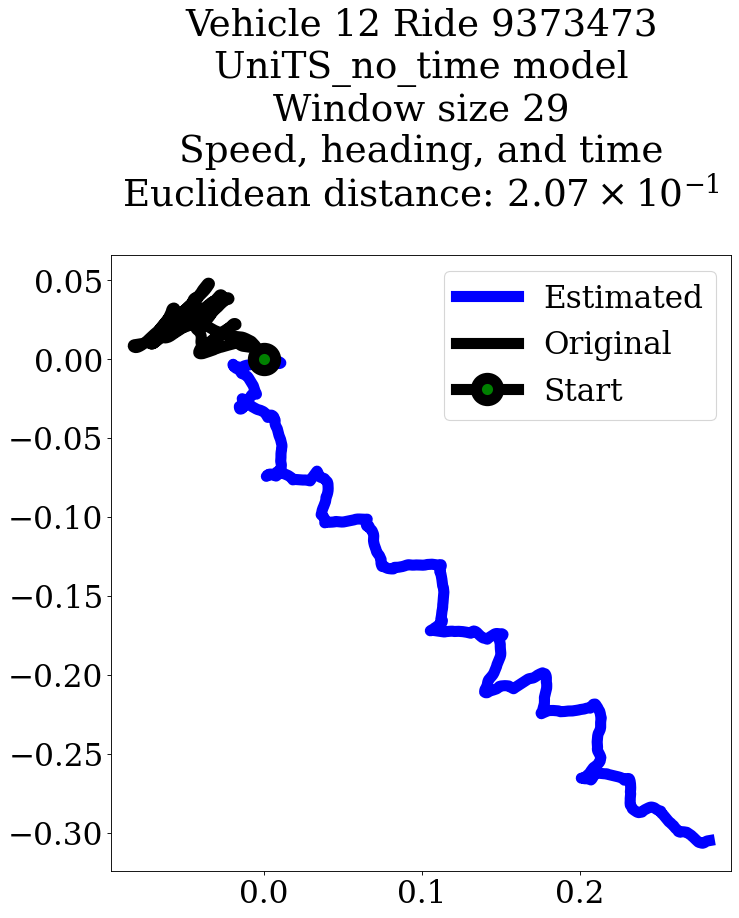 Vehicle 12 Ride 9373473
UniTS_no_time model
Window size 29
Speed, heading, and time
Euclidean distance: 2.07 × 10⁻¹
Estimated
Original
Start
0.05
0.00
−0.05
−0.10
−0.15
−0.20
−0.25
−0.30
0.0 0.1 0.2